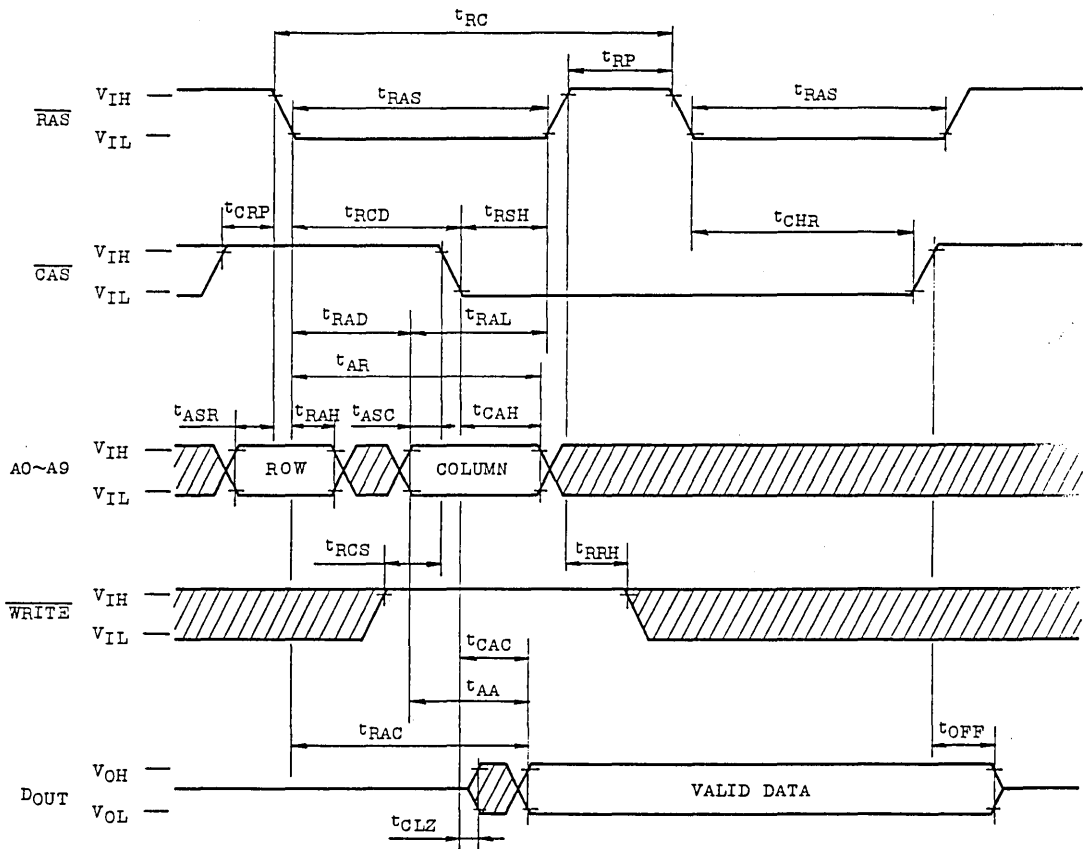 tRC
tRP
tRAS
tRAS
RAS
VIH
VIL
tCRP
tRCD
tRSH
tCHR
CAS
VIH
VIL
tRAD
tRAL
tAR
tASR
tRAH
tASC
tCAH
A0~A9
VIH
VIL
ROW
COLUMN
tRCS
tRRH
WRITE
VIH
VIL
tCAC
tAA
tRAC
tOFF
DOUT
VOH
VOL
VALID DATA
tCLZ